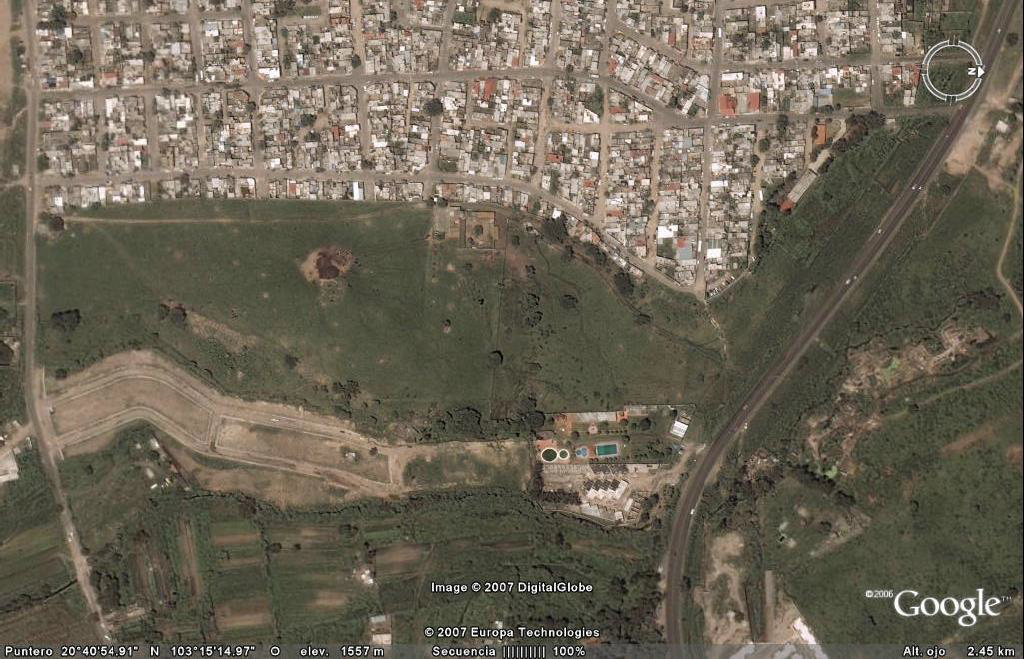 N
Image © 2007 DigitalGlobe
©2006 Google™
© 2007 Europa Technologies
Puntero 20°40'54.91" N 103°15'14.97" O elev. 1557 m Secuencia ||||||||| 100% Alt. ojo 2.45 km